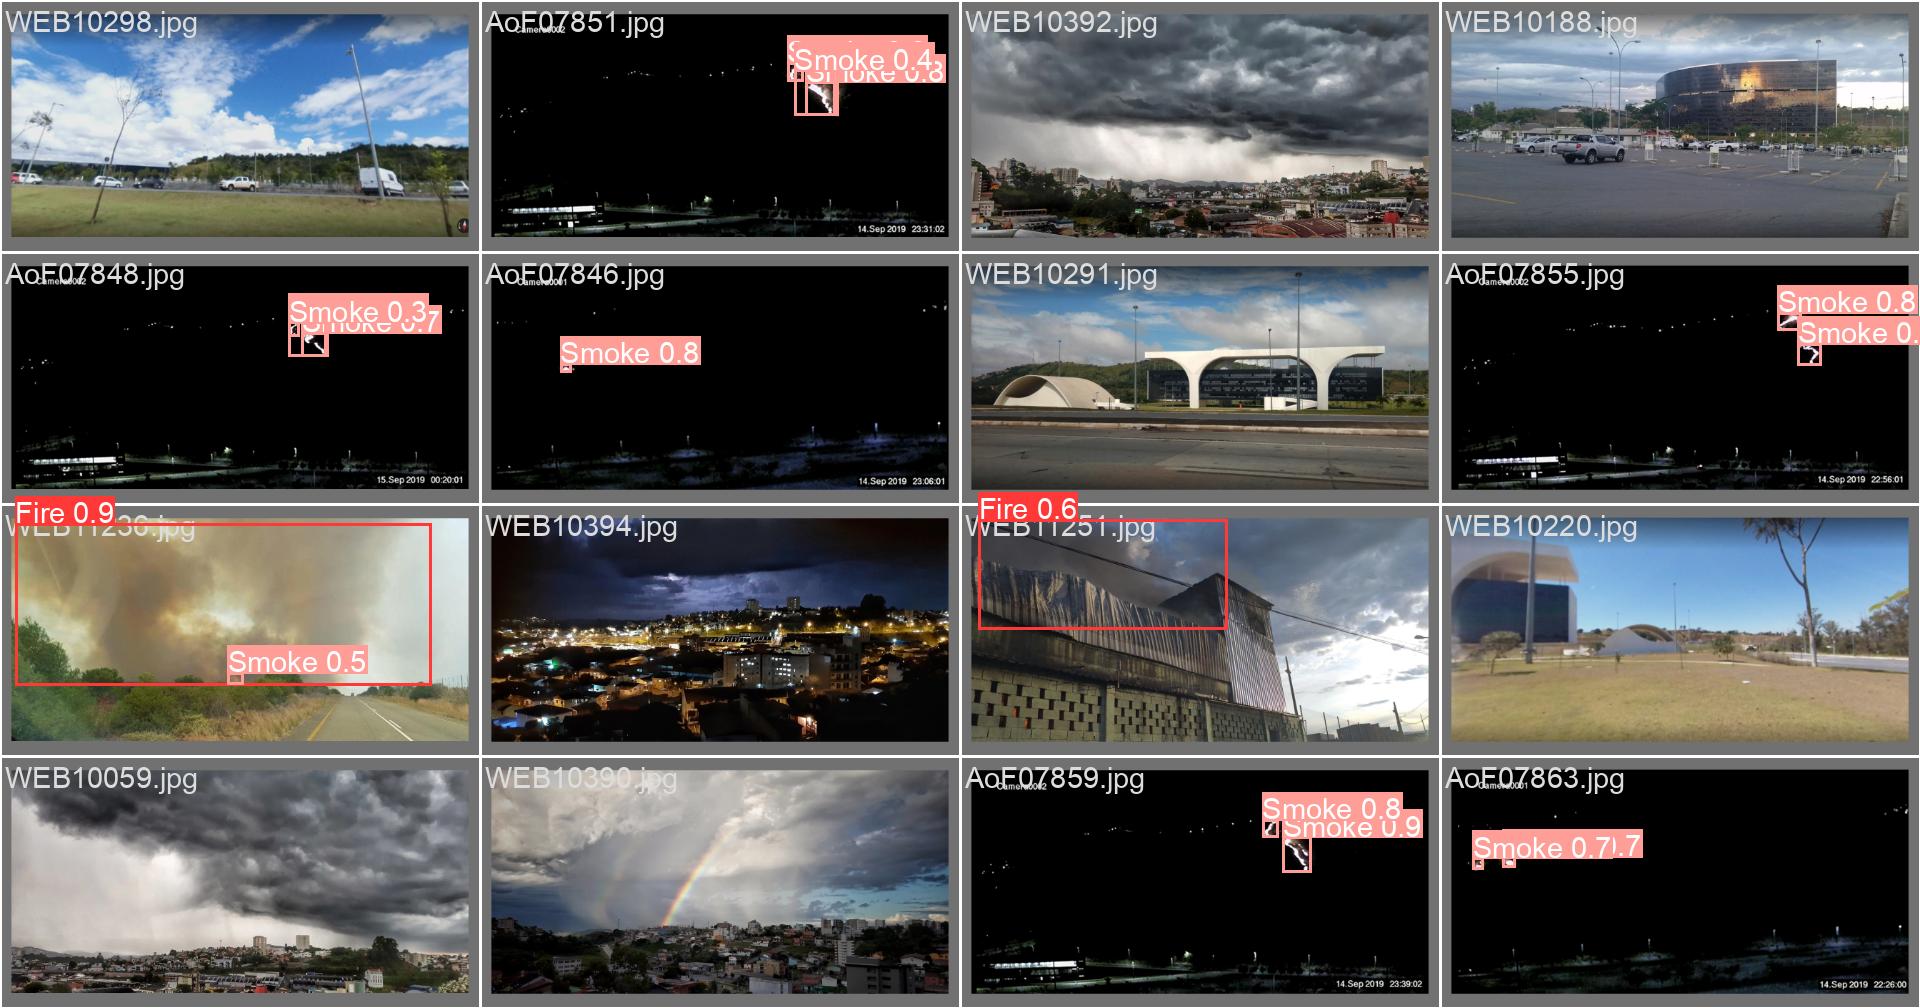 WEB10298.jpg
AoF07851.jpg
Camera0002
Smoke 0.4
Smoke 0.8
14.Sep 2019 23:31:02
WEB10392.jpg
WEB10188.jpg
AoF07848.jpg
Camera0002
Smoke 0.3
Smoke 0.7
15.Sep 2019 00:20:01
AoF07846.jpg
Camera0001
Smoke 0.8
14.Sep 2019 23:06:01
WEB10291.jpg
AoF07855.jpg
Camera0002
Smoke 0.8
Smoke 0.
14.Sep 2019 22:56:01
Fire 0.9
WEB11236.jpg
Smoke 0.5
WEB10394.jpg
Fire 0.6
WEB11251.jpg
WEB10220.jpg
WEB10059.jpg
WEB10390.jpg
AoF07859.jpg
Camera0002
Smoke 0.8
Smoke 0.9
14.Sep 2019 23:39:02
AoF07863.jpg
Camera0001
Smoke 0.7
.7
14.Sep 2019 22:26:00